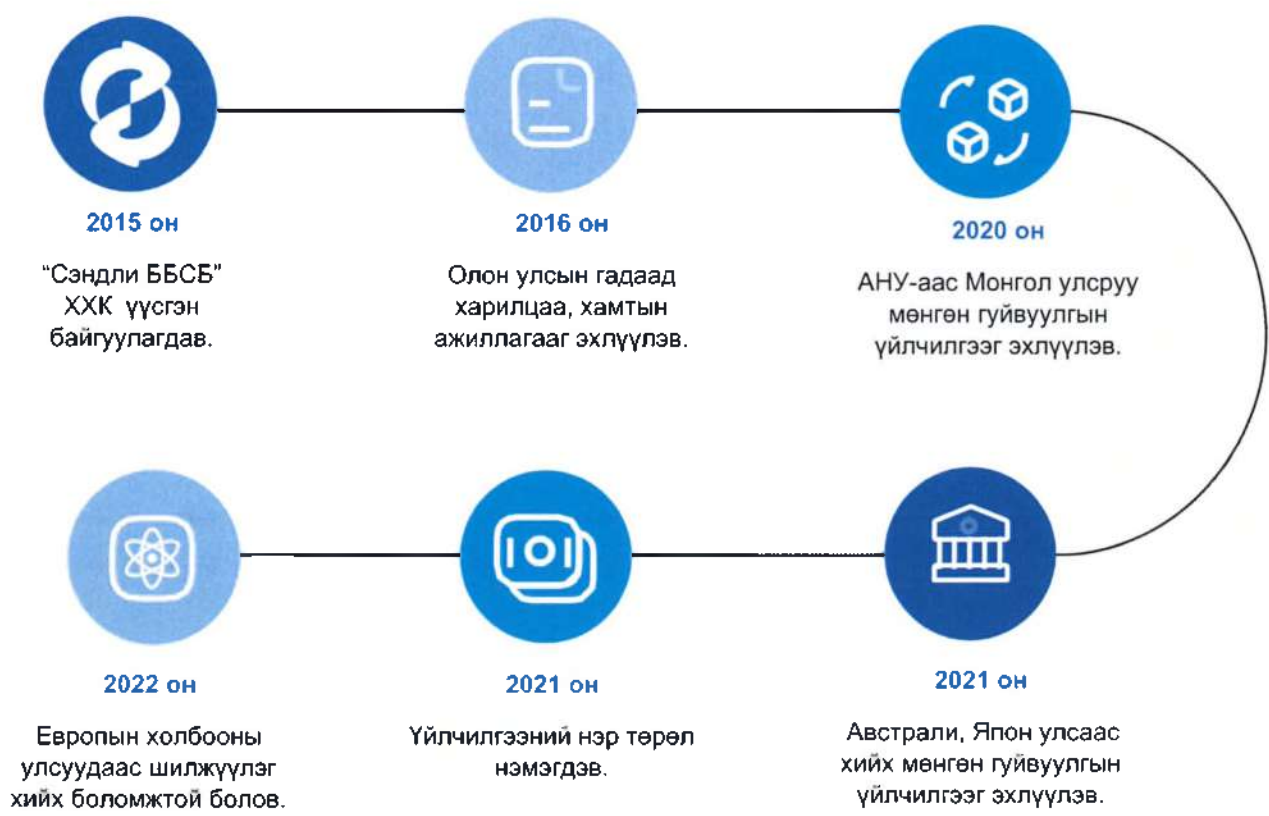 2015 он
“Сэндли ББСБ”
ХХК үүсгэн
байгуулагдав.
2016 он
Олон улсын гадаад
харилцаа, хамтын
ажиллагааг эхлүүлэв.
2020 он
АНУ-аас Монгол улсруу
мөнгөн гуйвуулгын
үйлчилгээг эхлүүлэв.
2021 он
Австрали, Япон улсаас
хийх мөнгөн гуйвуулгын
үйлчилгээг эхлүүлэв.
2021 он
Үйлчилгээний нэр төрөл
нэмэгдэв.
2022 он
Европын холбооны
улсуудаас шилжүүлэг
хийх боломжтой болов.